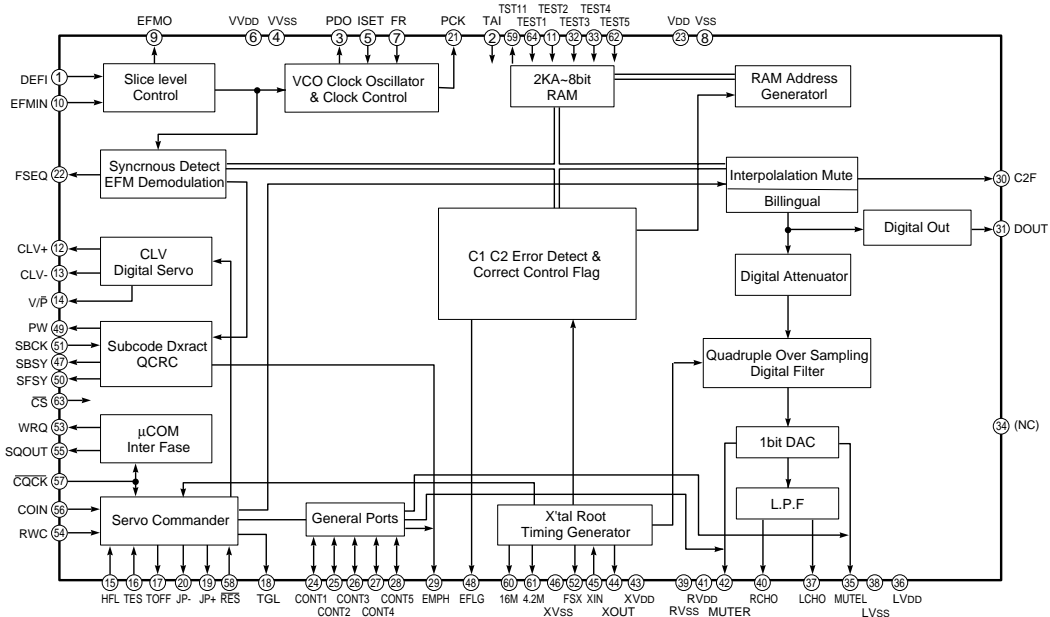 EFMO
VVDD
VVSS
PDO
ISET
FR
PCK
TAI
TST11
TEST1
TEST2
TEST3
TEST4
TEST5
VDD
VSS
9
6
4
3
5
7
21
2
59
64
11
32
33
62
23
8
DEFI
1
EFMIN
10
Slice level
Control
VCO Clock Oscillator
& Clock Control
2KA~8bit
RAM
RAM Address
Generatorl
FSEQ
22
Syncrnous Detect
EFM Demodulation
Interpolalation Mute
Billingual
30
C2F
Digital Out
31
DOUT
CLV+
12
CLV-
13
V/P̄
14
CLV
Digital Servo
C1 C2 Error Detect &
Correct Control Flag
Digital Attenuator
PW
49
SBCK
51
SBSY
47
SFSY
50
C̄S̄
63
Subcode Dxract
QCRC
Quadruple Over Sampling
Digital Filter
WRQ
53
SQOUT
55
C̄Q̄C̄K̄
57
μCOM
Inter Fase
34
(NC)
1bit DAC
COIN
56
RWC
54
Servo Commander
General Ports
X'tal Root
Timing Generator
L.P.F
15
16
17
20
19
58
18
24
25
26
27
28
29
48
60
61
46
52
45
44
43
39
41
42
40
37
35
38
36
HFL
TES
TOFF
JP-
JP+
R̄ĒS̄
TGL
CONT1
CONT2
CONT3
CONT4
CONT5
EMPH
EFLG
16M
4.2M
XVSS
FSX
XIN
XOUT
XVDD
RVSS
RVDD
MUTER
RCHO
LCHO
MUTEL
LVSS
LVDD